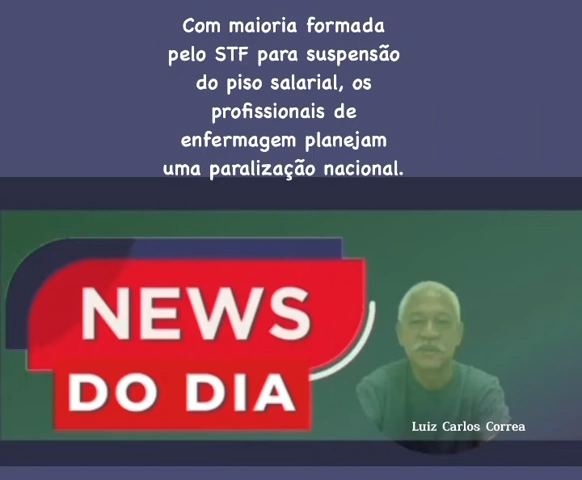 Com maioria formada
pelo STF para suspensão
do piso salarial, os
profissionais de
enfermagem planejam
uma paralização nacional.
NEWS
DO DIA
Luiz Carlos Correa